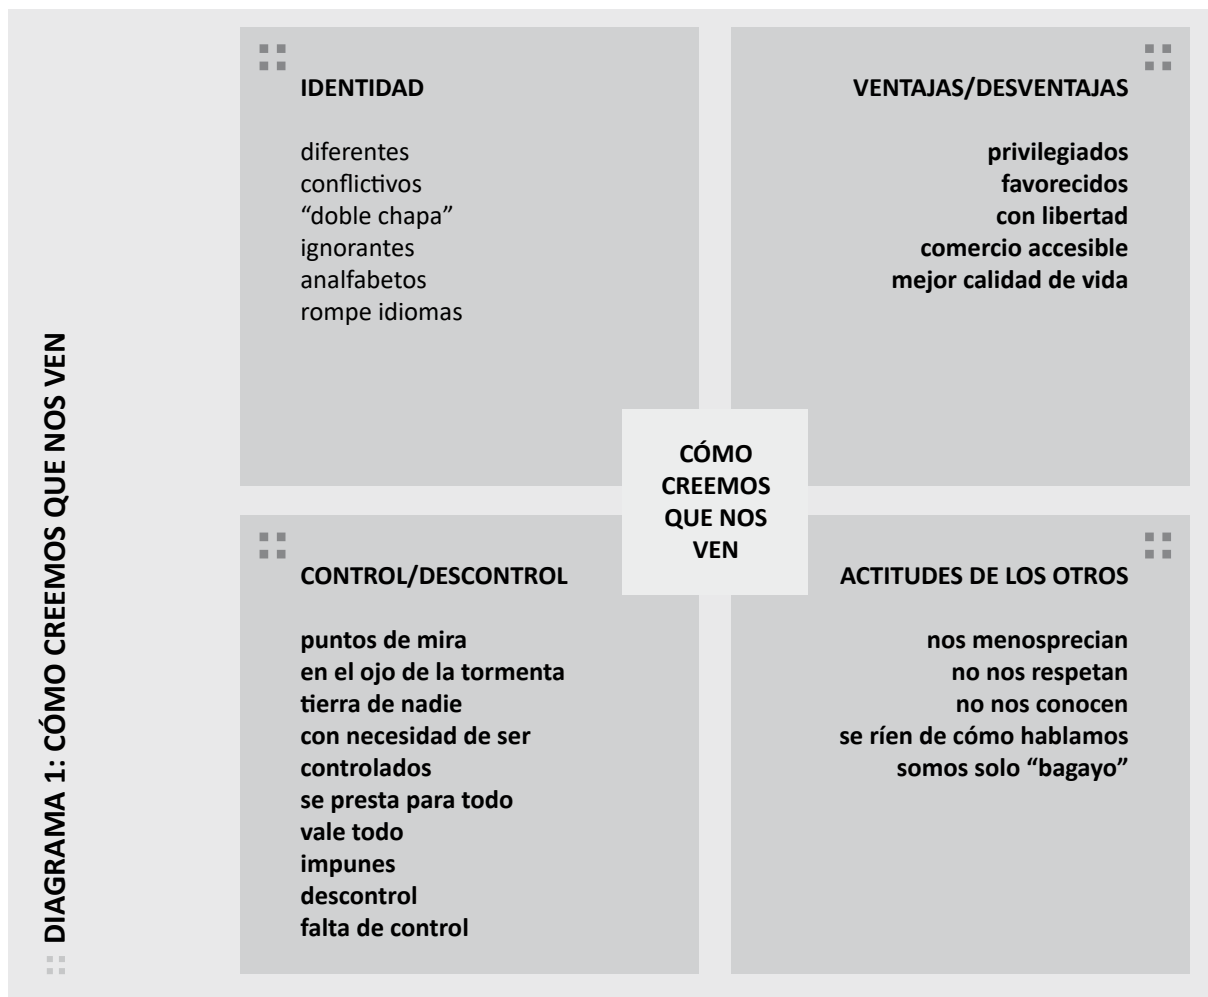 DIAGRAMA 1: CÓMO CREEMOS QUE NOS VEN
IDENTIDAD
diferentes
conflictivos
“doble chapa”
ignorantes
analfabetos
rompe idiomas
VENTAJAS/DESVENTAJAS
privilegiados
favorecidos
con libertad
comercio accesible
mejor calidad de vida
CÓMO
CREEMOS
QUE NOS
VEN
CONTROL/DESCONTROL
puntos de mira
en el ojo de la tormenta
tierra de nadie
con necesidad de ser
controlados
se presta para todo
vale todo
impunes
descontrol
falta de control
ACTITUDES DE LOS OTROS
nos menosprecian
no nos respetan
no nos conocen
se ríen de cómo hablamos
somos solo “bagayo”